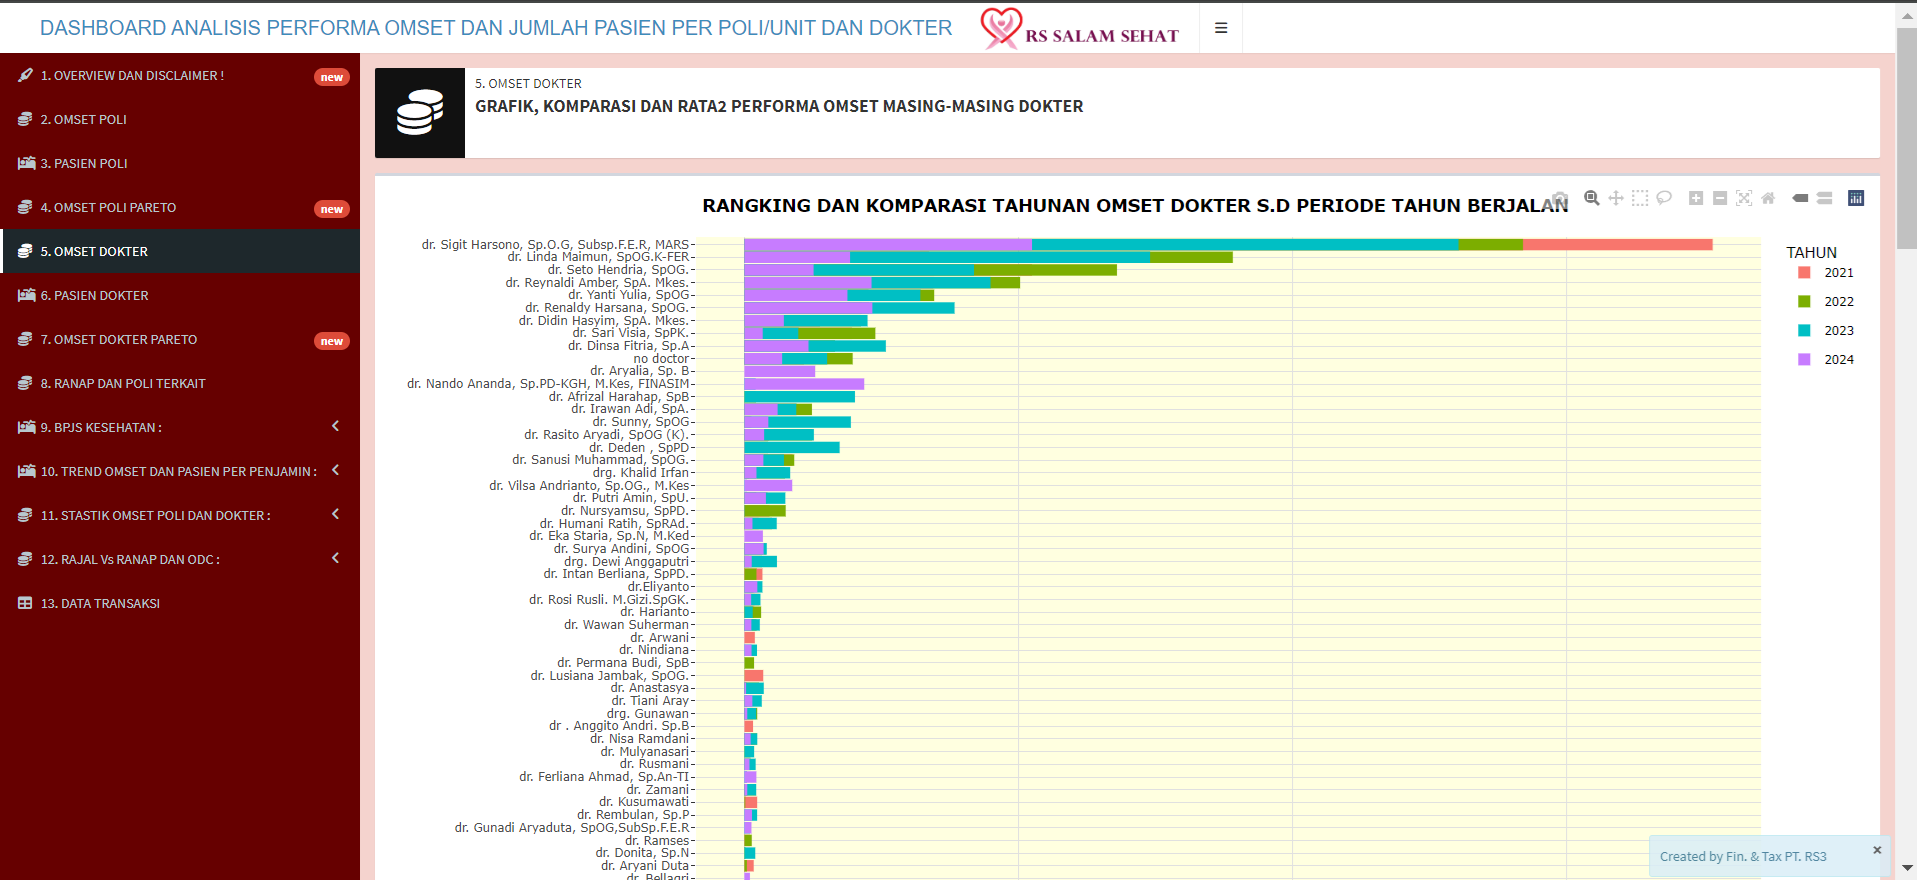 DASHBOARD ANALISIS PERFORMA OMSET DAN JUMLAH PASIEN PER POLI/UNIT DAN DOKTER
RS SALAM SEHAT
1. OVERVIEW DAN DISCLAIMER ! new
2. OMSET POLI
3. PASIEN POLI
4. OMSET POLI PARETO new
5. OMSET DOKTER
6. PASIEN DOKTER
7. OMSET DOKTER PARETO new
8. RANAP DAN POLI TERKAIT
9. BPJS KESEHATAN :
10. TREND OMSET DAN PASIEN PER PENJAMIN :
11. STASTIK OMSET POLI DAN DOKTER :
12. RAJAL Vs RANAP DAN ODC :
13. DATA TRANSAKSI
5. OMSET DOKTER
GRAFIK, KOMPARASI DAN RATA2 PERFORMA OMSET MASING-MASING DOKTER
RANGKING DAN KOMPARASI TAHUNAN OMSET DOKTER S.D PERIODE TAHUN BERJALAN
dr. Sigit Harsono, Sp.O.G, Subsp.F.E.R, MARS
dr. Linda Maimun, SpOG.K-FER
dr. Seto Hendria, SpOG.
dr. Reynaldi Amber, SpA. Mkes.
dr. Yanti Yulia, SpOG
dr. Renaldy Harsana, SpOG.
dr. Didin Hasyim, SpA. Mkes.
dr. Sari Visia, SpPK.
dr. Dinsa Fitria, Sp.A
no doctor
dr. Aryalia, Sp. B
dr. Nando Ananda, Sp.PD-KGH, M.Kes, FINASIM
dr. Afrizal Harahap, SpB
dr. Irawan Adi, SpA.
dr. Sunny, SpOG
dr. Rasito Aryadi, SpOG (K).
dr. Deden , SpPD
dr. Sanusi Muhammad, SpOG.
drg. Khalid Irfan
dr. Vilsa Andrianto, Sp.OG., M.Kes
dr. Putri Amin, SpU.
dr. Nursyamsu, SpPD.
dr. Humani Ratih, SpRAd.
dr. Eka Staria, Sp.N, M.Ked
dr. Surya Andini, SpOG
drg. Dewi Anggaputri
dr. Intan Berliana, SpPD.
dr.Eliyanto
dr. Rosi Rusli. M.Gizi.SpGK.
dr. Harianto
dr. Wawan Suherman
dr. Arwani
dr. Nindiana
dr. Permana Budi, SpB
dr. Lusiana Jambak, SpOG.
dr. Anastasya
dr. Tiani Aray
drg. Gunawan
dr . Anggito Andri. Sp.B
dr. Nisa Ramdani
dr. Mulyanasari
dr. Rusmani
dr. Ferliana Ahmad, Sp.An-TI
dr. Zamani
dr. Kusumawati
dr. Rembulan, Sp.P
dr. Gunadi Aryaduta, SpOG,SubSp.F.E.R
dr. Ramses
dr. Donita, Sp.N
dr. Aryani Duta
dr. Bellagri
TAHUN
2021
2022
2023
2024
Created by Fin. & Tax PT. RS3